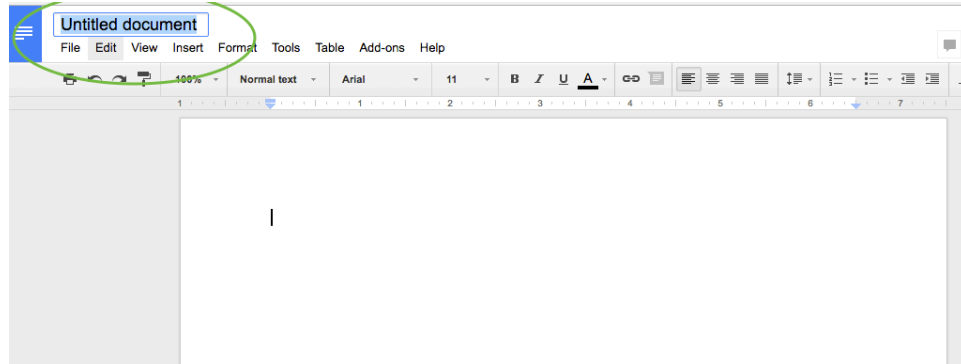 Untitled document
File Edit View Insert Format Tools Table Add-ons Help
100% Normal text Arial 11 B I U A
1 1 2 3 4 5 6 7